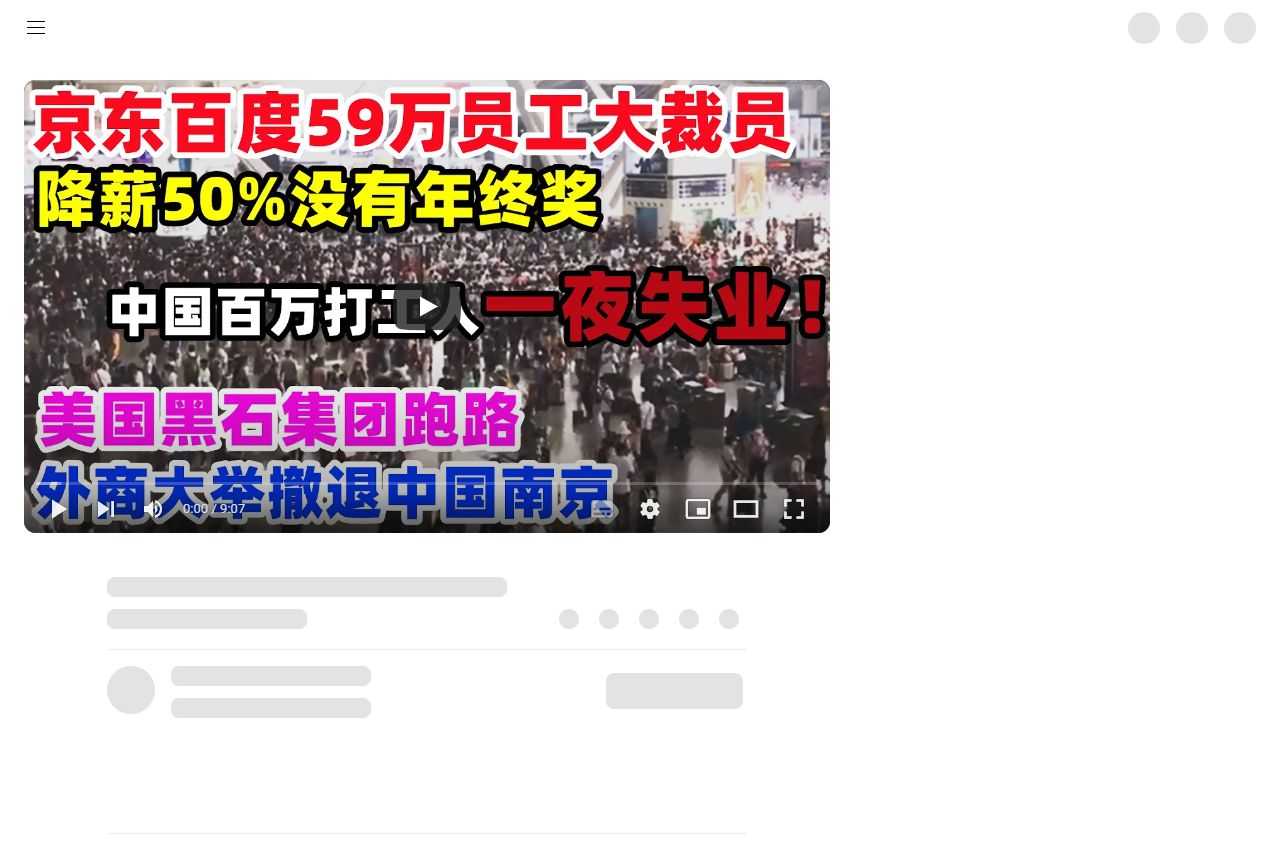 京东百度59万员工大裁员
降薪50%没有年终奖
中国百万打工人 一夜失业!
美国黑石集团跑路
外商大举撤退中国南京
0:00 / 9:07